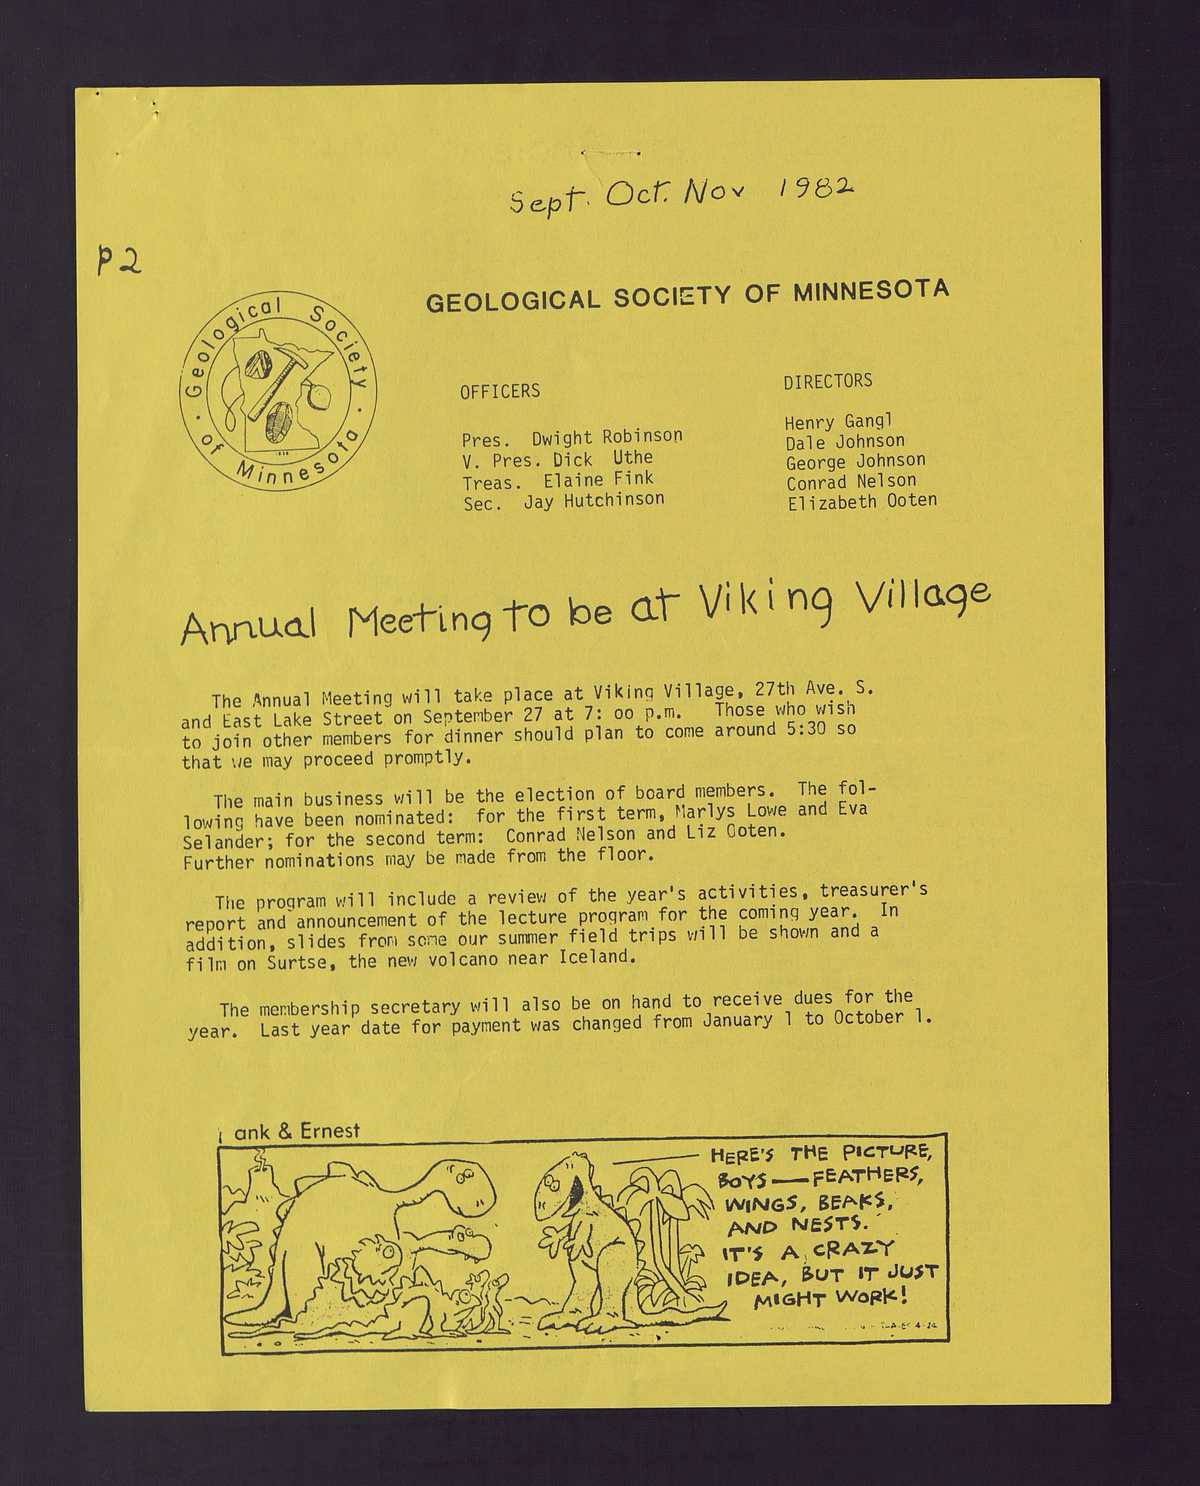 Sept. Oct. Nov 1982
P2
Geological Society of Minnesota
GEOLOGICAL SOCIETY OF MINNESOTA
OFFICERS
Pres. Dwight Robinson
V. Pres. Dick Uthe
Treas. Elaine Fink
Sec. Jay Hutchinson
DIRECTORS
Henry Gangl
Dale Johnson
George Johnson
Conrad Nelson
Elizabeth Ooten
Annual Meeting to be at Viking Village
The Annual Meeting will take place at Viking Village, 27th Ave. S.
and East Lake Street on September 27 at 7: oo p.m. Those who wish
to join other members for dinner should plan to come around 5:30 so
that we may proceed promptly.
The main business will be the election of board members. The fol-
lowing have been nominated: for the first term, Marlys Lowe and Eva
Selander; for the second term: Conrad Nelson and Liz Ooten.
Further nominations may be made from the floor.
The program will include a review of the year's activities, treasurer's
report and announcement of the lecture program for the coming year. In
addition, slides from some our summer field trips will be shown and a
film on Surtse, the new volcano near Iceland.
The membership secretary will also be on hand to receive dues for the
year. Last year date for payment was changed from January 1 to October 1.
ank & Ernest
HERE'S THE PICTURE,
BOYS — FEATHERS,
WINGS, BEAKS,
AND NESTS.
IT'S A CRAZY
IDEA, BUT IT JUST
MIGHT WORK!